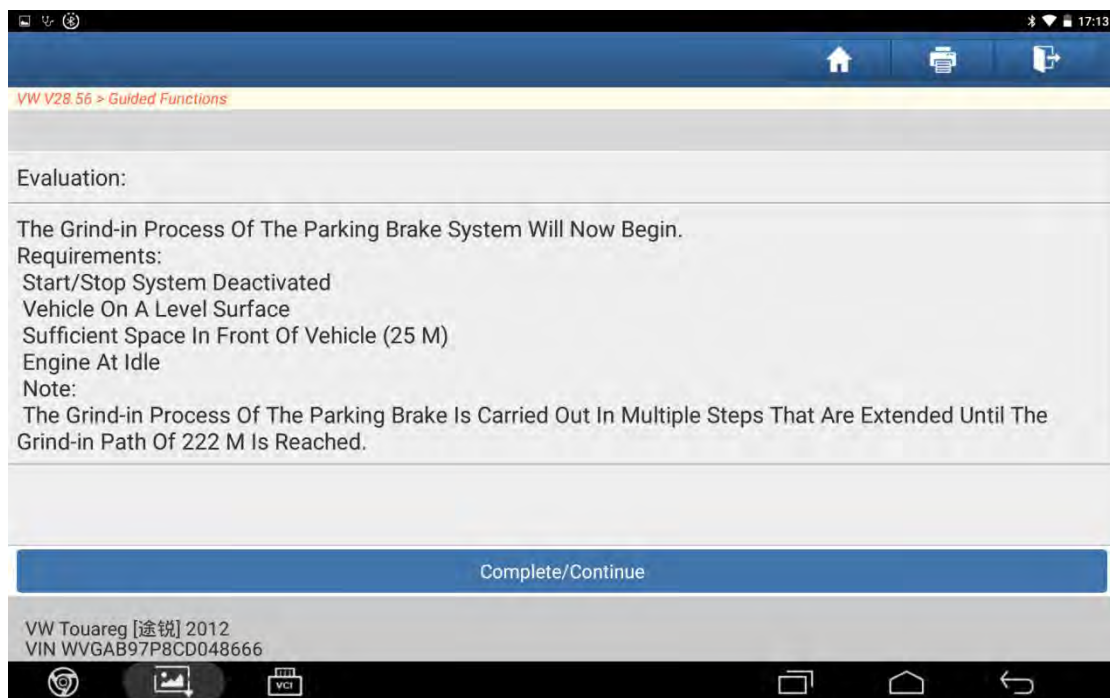 17:13
VW V28.56 > Guided Functions
Evaluation:
The Grind-in Process Of The Parking Brake System Will Now Begin.
Requirements:
Start/Stop System Deactivated
Vehicle On A Level Surface
Sufficient Space In Front Of Vehicle (25 M)
Engine At Idle
Note:
The Grind-in Process Of The Parking Brake Is Carried Out In Multiple Steps That Are Extended Until The
Grind-in Path Of 222 M Is Reached.
Complete/Continue
VW Touareg [途锐] 2012
VIN WVGAB97P8CD048666
VCI